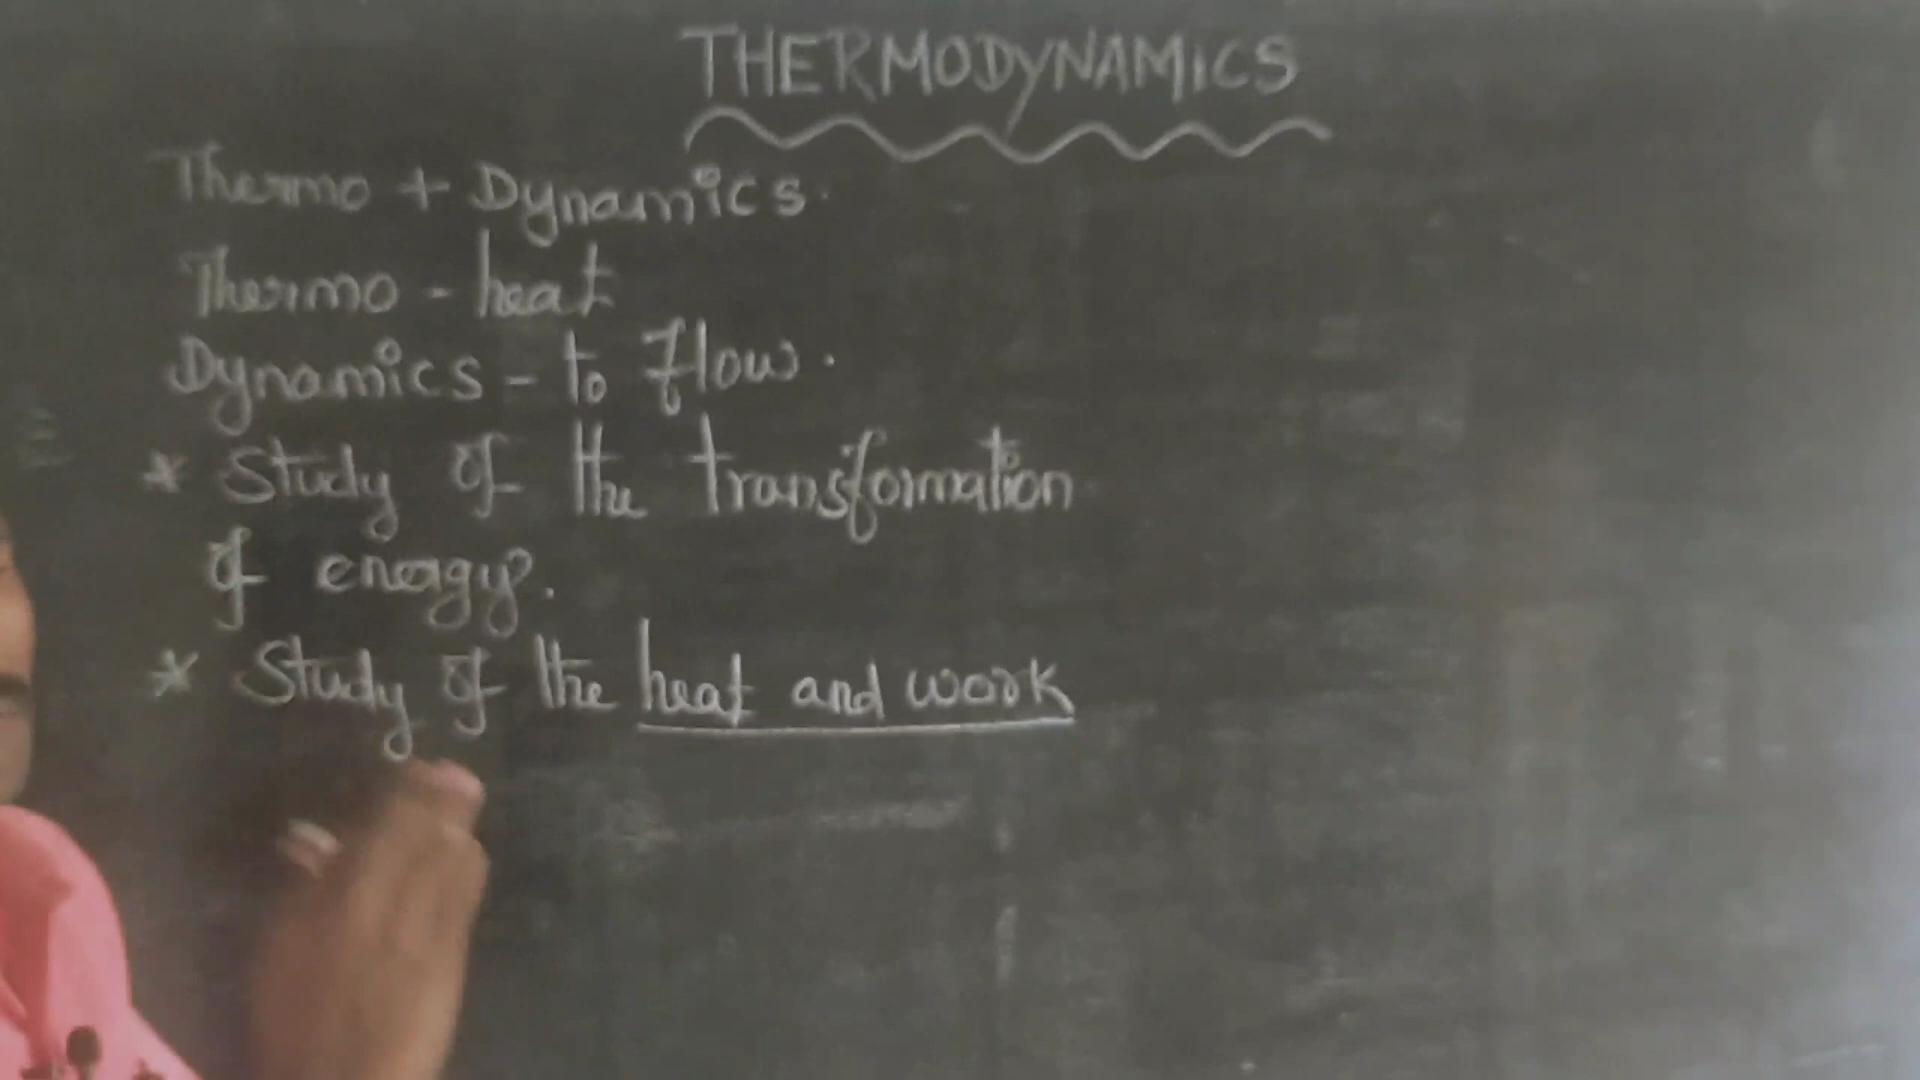 THERMODYNAMICS
Thermo + Dynamics.
Thermo - heat
Dynamics - to flow.
* Study of the transformation
of energy.
* Study of the heat and work